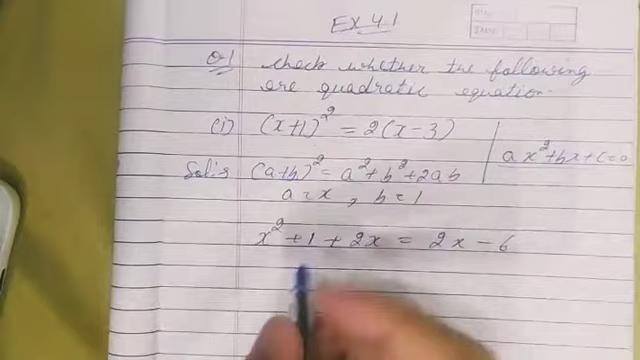 Ex 4.1
Q.1 check whether the following
are quadratic equation.
(i) (x+1)² = 2(x-3)
ax²+bx+c=0
Sol:- (a+b)² = a²+b²+2ab
a=x, b=1
x²+1+2x = 2x-6